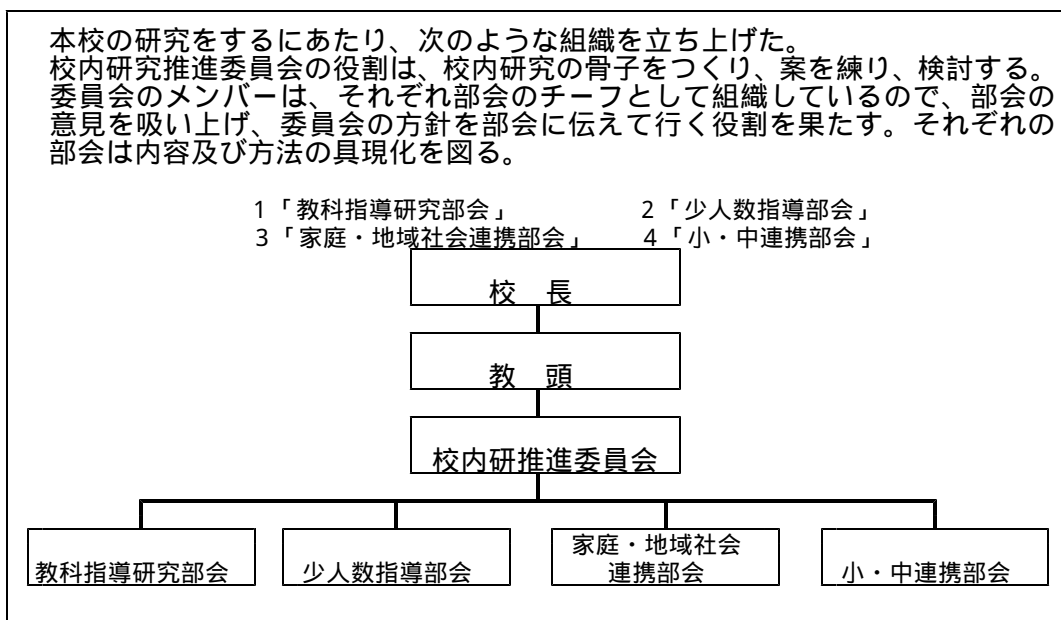 本校の研究をするにあたり、次のような組織を立ち上げた。
校内研究推進委員会の役割は、校内研究の骨子をつくり、案を練り、検討する。
委員会のメンバーは、それぞれ部会のチーフとして組織しているので、部会の
意見を吸い上げ、委員会の方針を部会に伝えて行く役割を果たす。それぞれの
部会は内容及び方法の具現化を図る。
1「教科指導研究部会」 2「少人数指導部会」
3「家庭・地域社会連携部会」 4「小・中連携部会」
校 長
教 頭
校内研推進委員会
教科指導研究部会
少人数指導部会
家庭・地域社会
連携部会
小・中連携部会